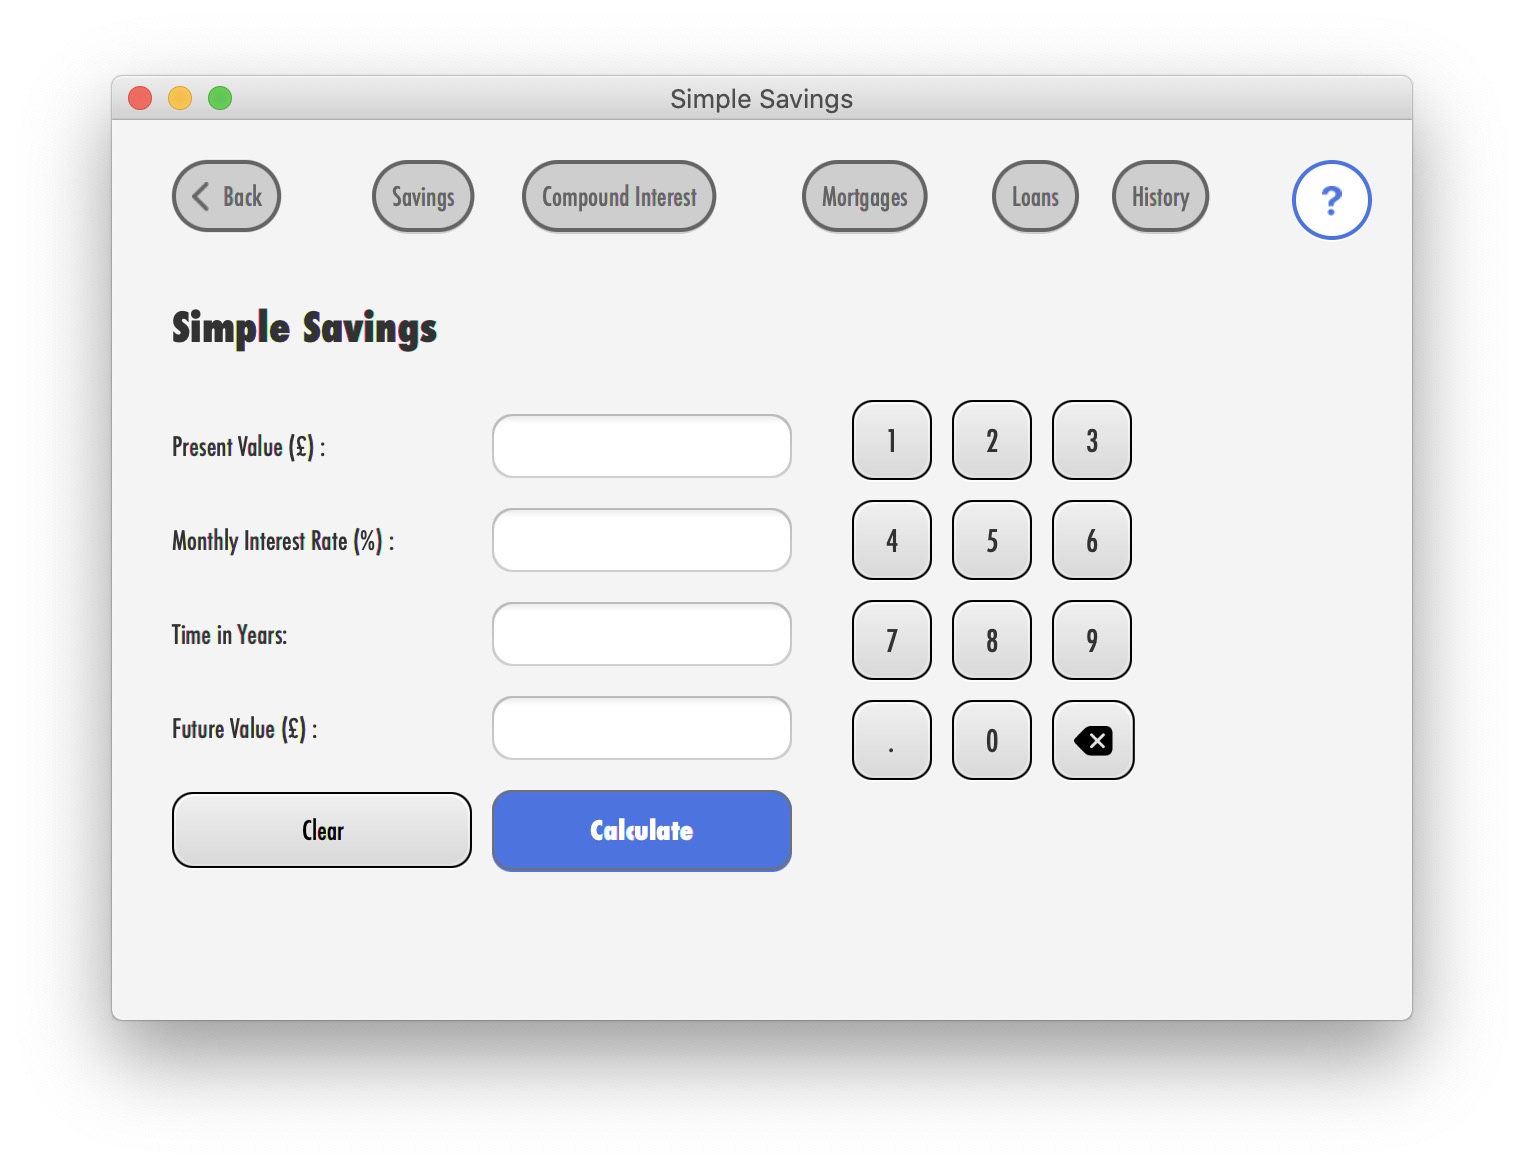 Simple Savings
Back Savings Compound Interest Mortgages Loans History ?
Simple Savings
Present Value (£) :
1 2 3
Monthly Interest Rate (%) :
4 5 6
Time in Years:
7 8 9
Future Value (£) :
. 0
Clear Calculate